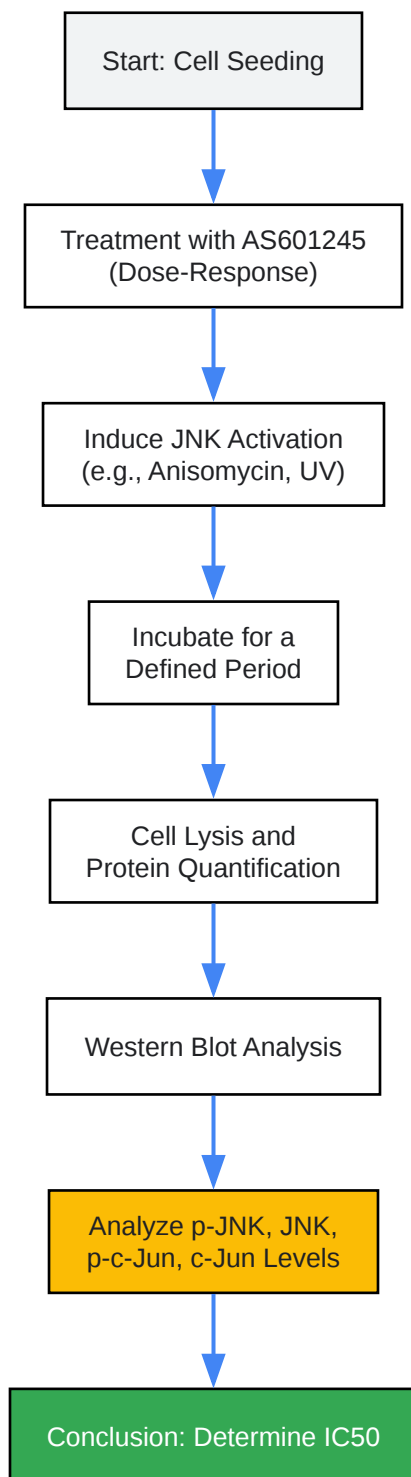 Start: Cell Seeding
Treatment with AS601245
(Dose-Response)
Induce JNK Activation
(e.g., Anisomycin, UV)
Incubate for a
Defined Period
Cell Lysis and
Protein Quantification
Western Blot Analysis
Analyze p-JNK, JNK,
p-c-Jun, c-Jun Levels
Conclusion: Determine IC50